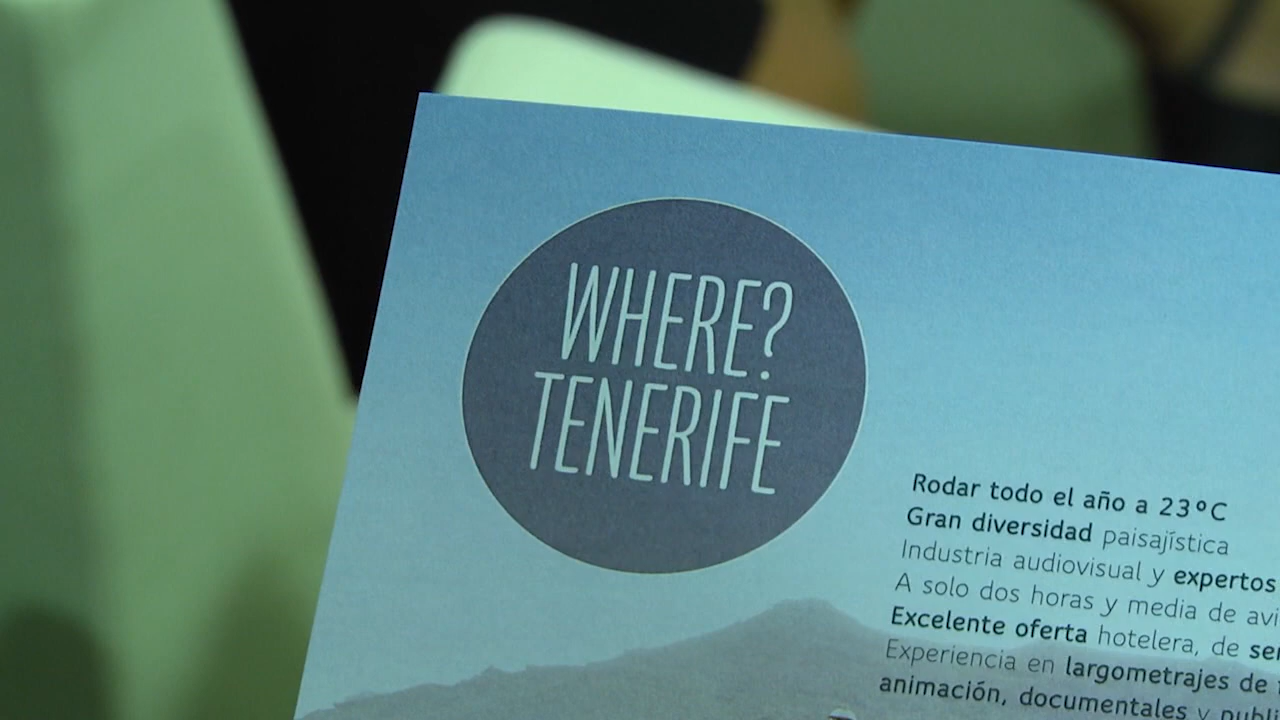 WHERE?
TENERIFE
Rodar todo el año a 23ºC
Gran diversidad paisajística
Industria audiovisual y expertos
A solo dos horas y media de
Excelente oferta hotelera, de
Experiencia en largometrajes de
animación, documentales y